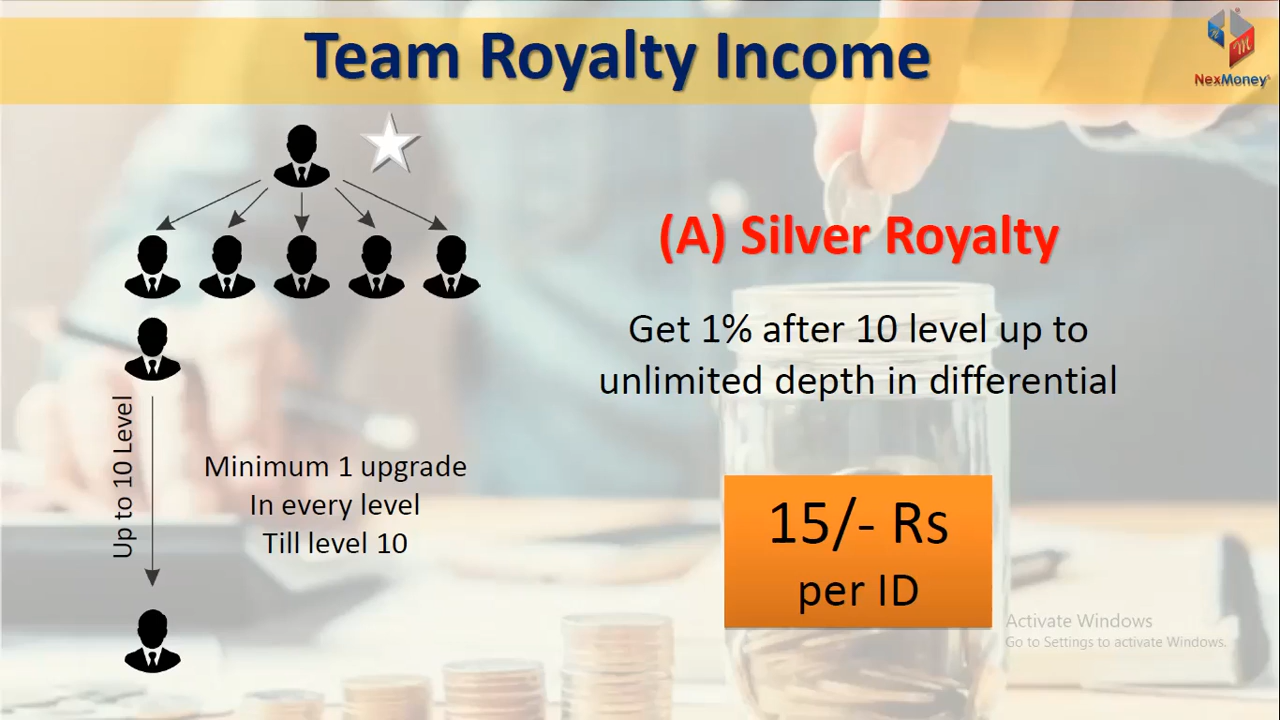 Team Royalty Income
NexMoney
(A) Silver Royalty
Get 1% after 10 level up to
unlimited depth in differential
Up to 10 Level
Minimum 1 upgrade
In every level
Till level 10
15/- Rs
per ID
Activate Windows
Go to Settings to activate Windows.